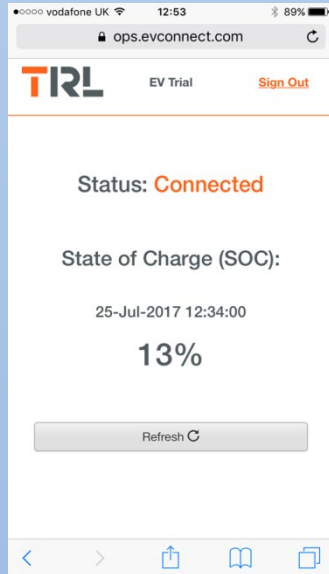 vodafone UK 12:53 89%
ops.evconnect.com
TRL EV Trial Sign Out
Status: Connected
State of Charge (SOC):
25-Jul-2017 12:34:00
13%
Refresh